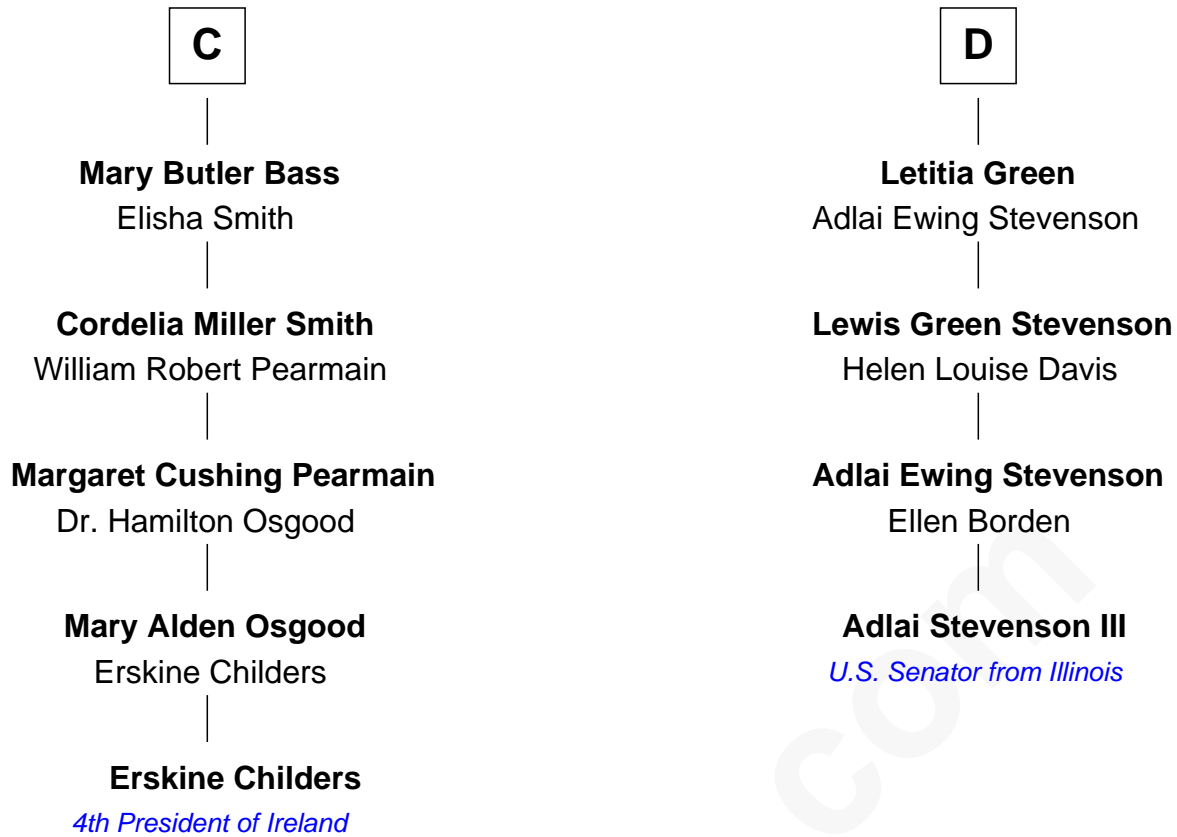 C
Mary Butler Bass
Elisha Smith
Cordelia Miller Smith
William Robert Pearmain
Margaret Cushing Pearmain
Dr. Hamilton Osgood
Mary Alden Osgood
Erskine Childers
Erskine Childers
4th President of Ireland
D
Letitia Green
Adlai Ewing Stevenson
Lewis Green Stevenson
Helen Louise Davis
Adlai Ewing Stevenson
Ellen Borden
Adlai Stevenson III
U.S. Senator from Illinois
com